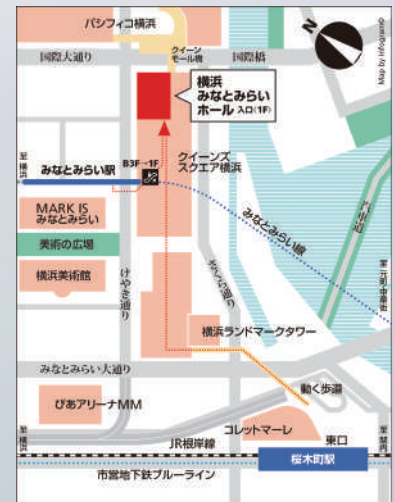 パシフィコ横浜
国際大通り
クイーン
モール橋
国際橋
N
Map by Hologramo
横浜
みなとみらい
ホール 入口(1F)
至 横浜
みなとみらい駅
B3F→1F
クイーンズ
スクエア横浜
MARK IS
みなとみらい
美術の広場
横浜美術館
けやき通り
さくら通り
みなとみらい線
汽車道
至 元町・中華街
横浜ランドマークタワー
みなとみらい大通り
ぴあアリーナMM
動く歩道
コレットマーレ
東口
至 横浜
JR根岸線
桜木町駅
至 関内
市営地下鉄ブルーライン